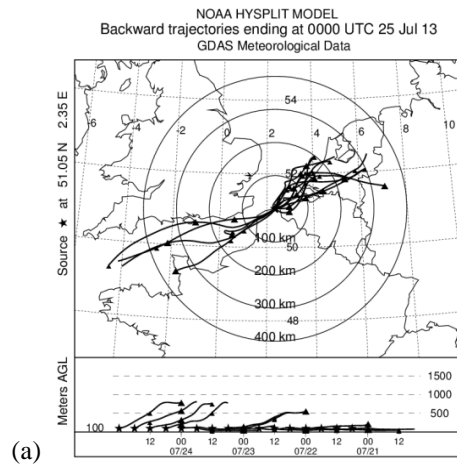 NOAA HYSPLIT MODEL
Backward trajectories ending at 0000 UTC 25 Jul 13
GDAS Meteorological Data
Source ★ at 51.05 N 2.35 E
-6 -4 -2 0 2 4 6 8 10
54
52
50
48
100 km
200 km
300 km
400 km
Meters AGL
1500
1000
500
100
12 00 12 00 12 00 12 00 12
07/24 07/23 07/22 07/21
(a)